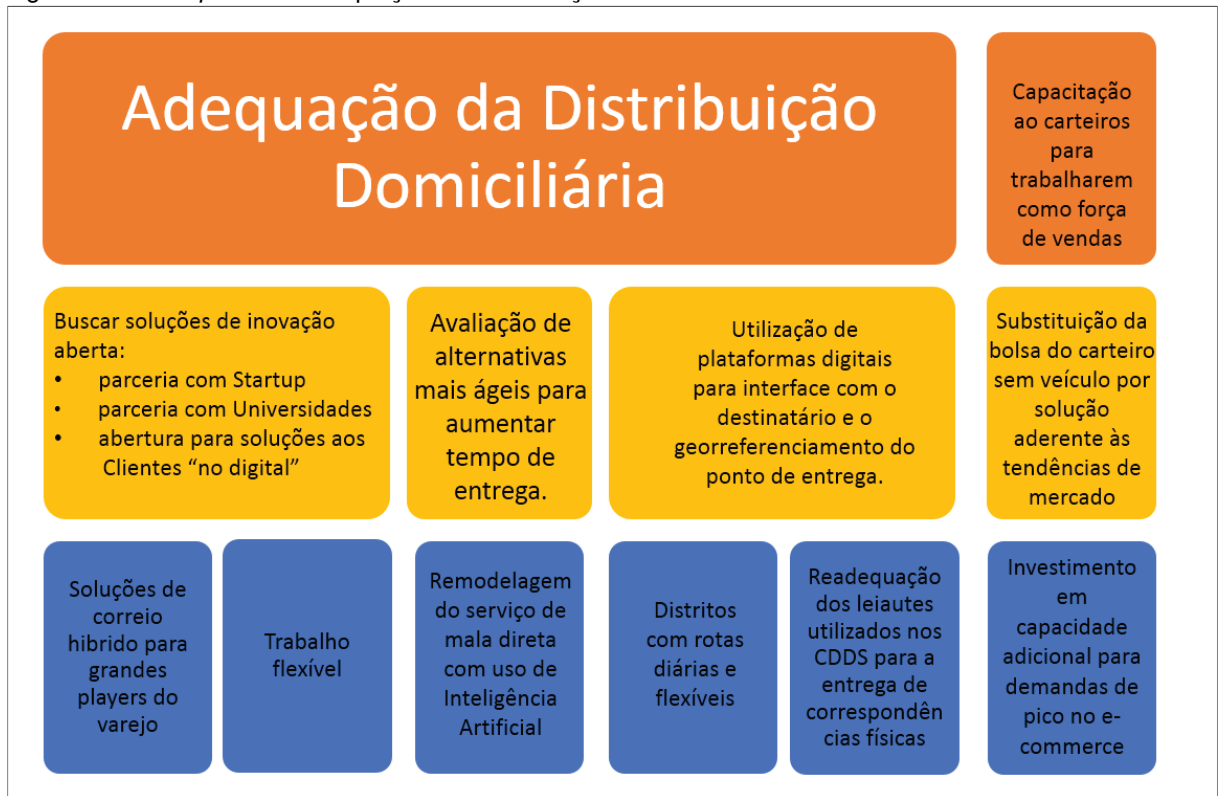 Adequação da Distribuição
Domiciliária
Capacitação
ao carteiros
para
trabalharem
como força
de vendas
Buscar soluções de inovação
aberta:
• parceria com Startup
• parceria com Universidades
• abertura para soluções aos
Clientes “no digital”
Avaliação de
alternativas
mais ágeis para
aumentar
tempo de
entrega.
Utilização de
plataformas digitais
para interface com o
destinatário e o
georreferenciamento do
ponto de entrega.
Substituição da
bolsa do carteiro
sem veículo por
solução
aderente às
tendências de
mercado
Soluções de
correio
hibrido para
grandes
players do
varejo
Trabalho
flexível
Remodelagem
do serviço de
mala direta
com uso de
Inteligência
Artificial
Distritos
com rotas
diárias e
flexíveis
Readequação
dos leiautes
utilizados nos
CDDS para a
entrega de
correspondên
cias físicas
Investimento
em
capacidade
adicional para
demandas de
pico no e-
commerce